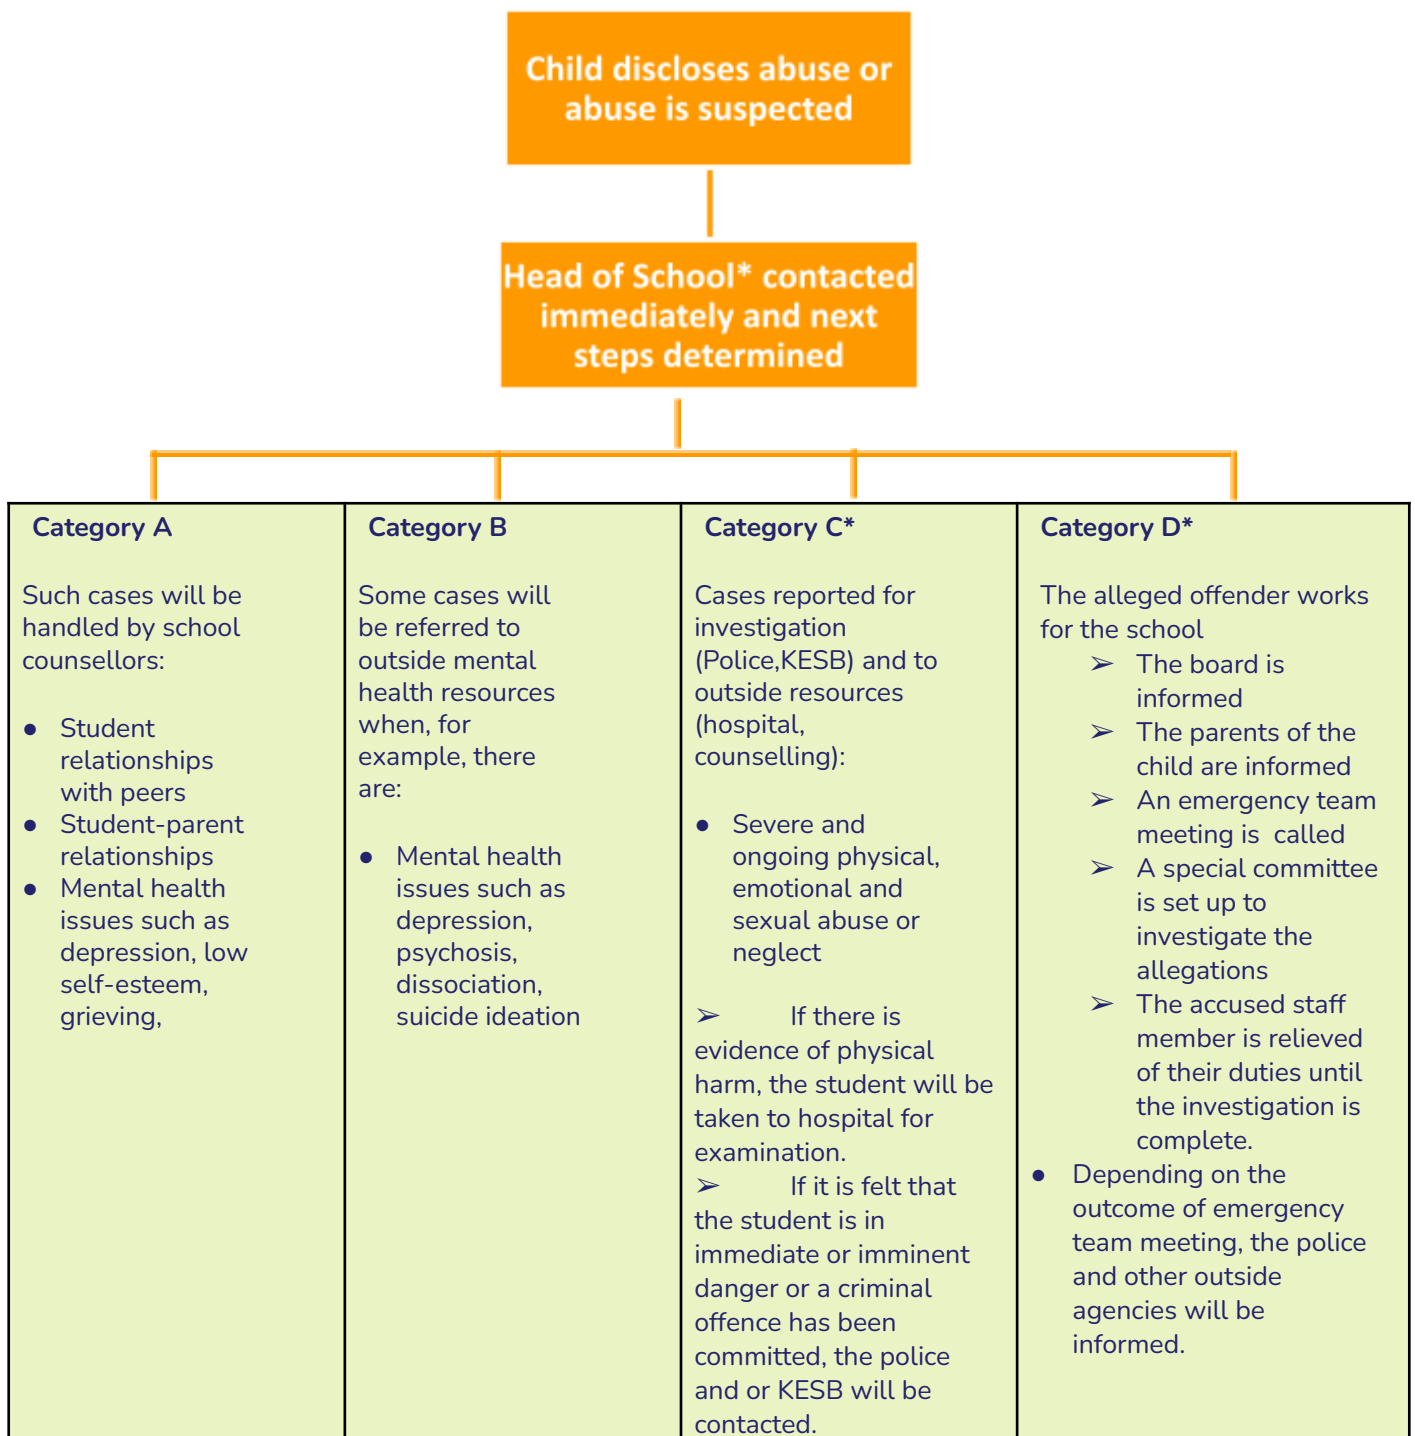 Child discloses abuse or
abuse is suspected
Head of School* contacted
immediately and next
steps determined
Category A
Such cases will be
handled by school
counsellors:
● Student
relationships
with peers
● Student-parent
relationships
● Mental health
issues such as
depression, low
self-esteem,
grieving,
Category B
Some cases will
be referred to
outside mental
health resources
when, for
example, there
are:
● Mental health
issues such as
depression,
psychosis,
dissociation,
suicide ideation
Category C*
Cases reported for
investigation
(Police,KESB) and to
outside resources
(hospital,
counselling):
● Severe and
ongoing physical,
emotional and
sexual abuse or
neglect
➢ If there is
evidence of physical
harm, the student will be
taken to hospital for
examination.
➢ If it is felt that
the student is in
immediate or imminent
danger or a criminal
offence has been
committed, the police
and or KESB will be
contacted.
Category D*
The alleged offender works
for the school
➢ The board is
informed
➢ The parents of the
child are informed
➢ An emergency team
meeting is called
➢ A special committee
is set up to
investigate the
allegations
➢ The accused staff
member is relieved
of their duties until
the investigation is
complete.
● Depending on the
outcome of emergency
team meeting, the police
and other outside
agencies will be
informed.